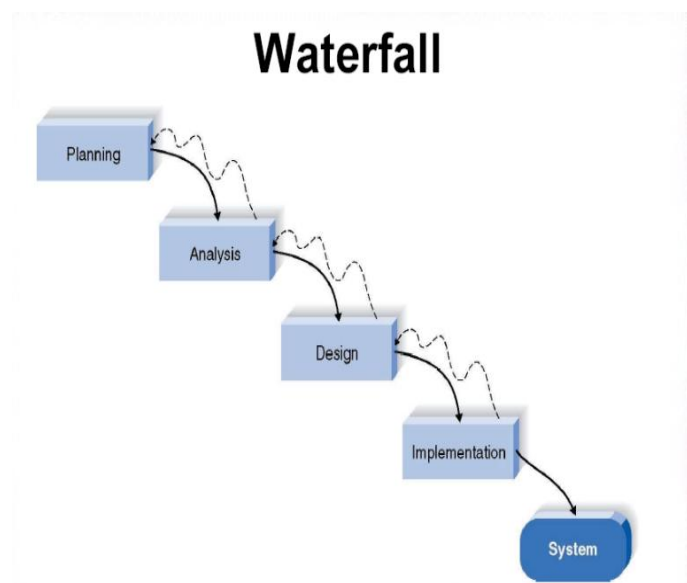 Waterfall
Planning
Analysis
Design
Implementation
System